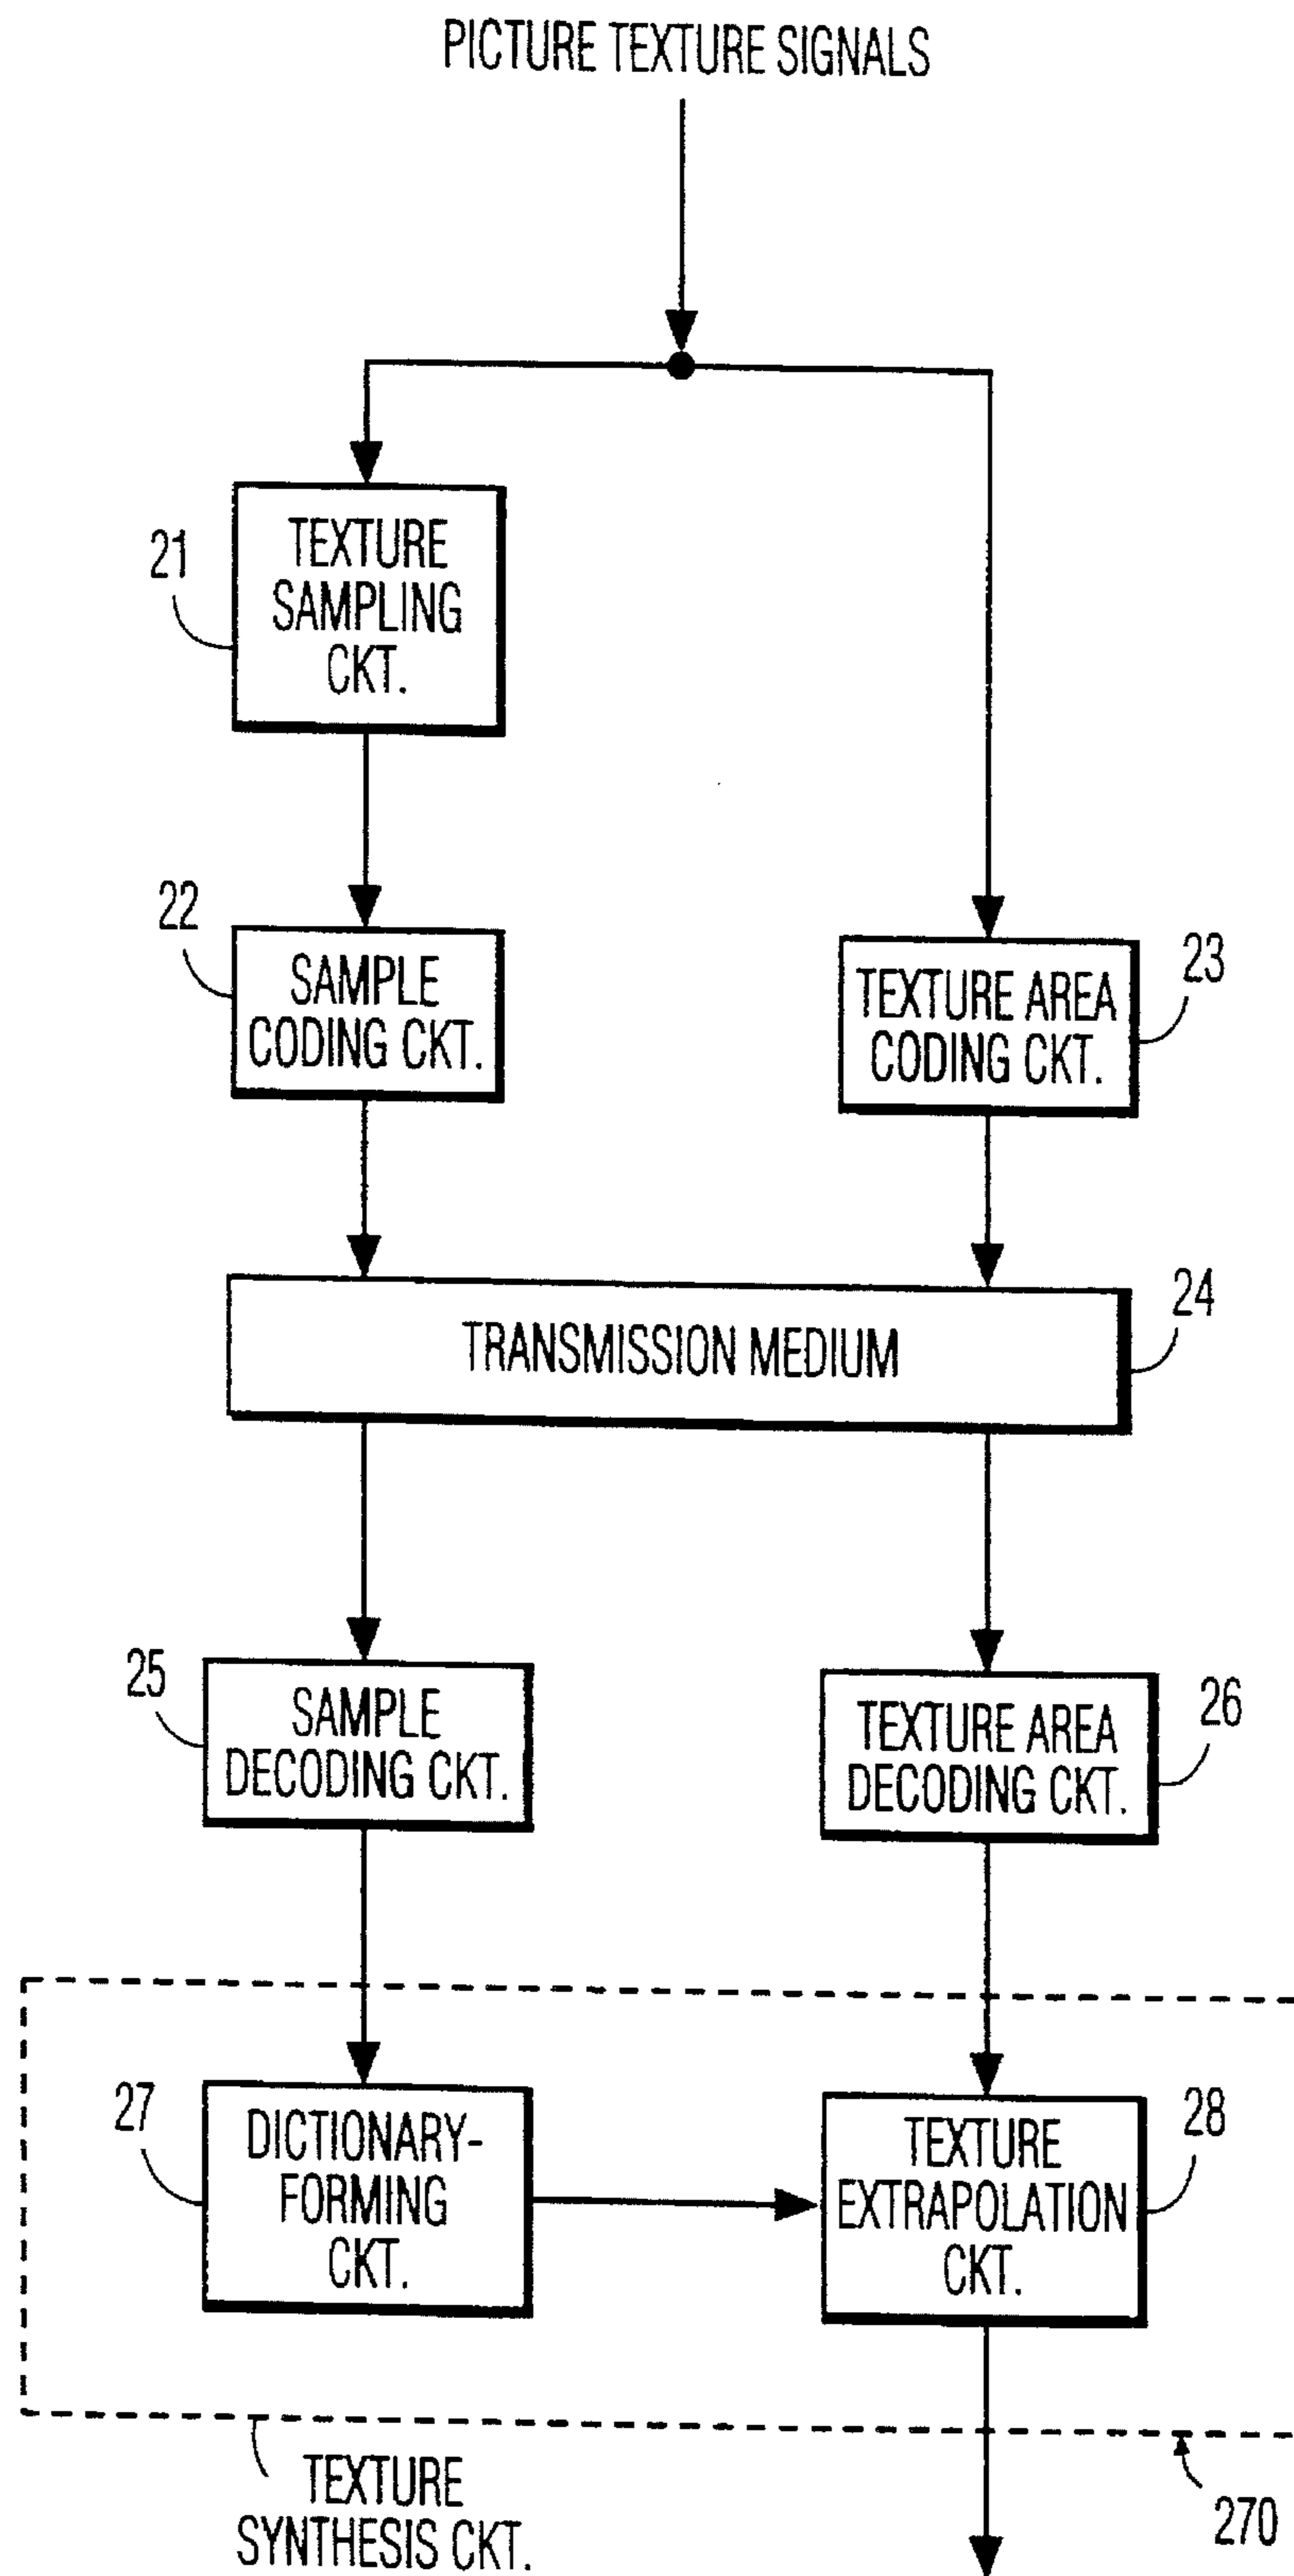 PICTURE TEXTURE SIGNALS
21
TEXTURE
SAMPLING
CKT.
22
SAMPLE
CODING CKT.
TEXTURE AREA
CODING CKT.
23
TRANSMISSION MEDIUM
24
25
SAMPLE
DECODING CKT.
TEXTURE AREA
DECODING CKT.
26
27
DICTIONARY-
FORMING
CKT.
TEXTURE
EXTRAPOLATION
CKT.
28
TEXTURE
SYNTHESIS CKT.
270